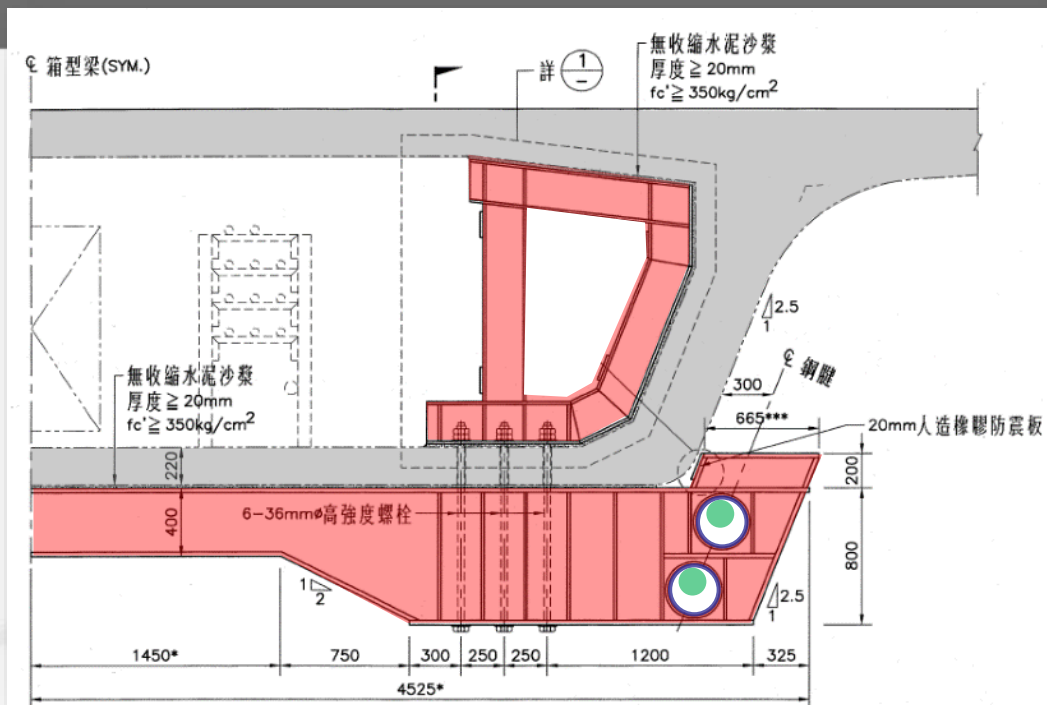 ℄ 箱型梁(SYM.)
詳 1
–
無收縮水泥沙漿
厚度≧20mm
fc'≧350kg/cm²
2.5
1
℄ 鋼腱
300
665***
20mm人造橡膠防震板
200
無收縮水泥沙漿
厚度≧20mm
fc'≧350kg/cm²
220
400
6-36mmø高強度螺栓
800
1
2
2.5
1
1450*
750
300
250
250
1200
325
4525*